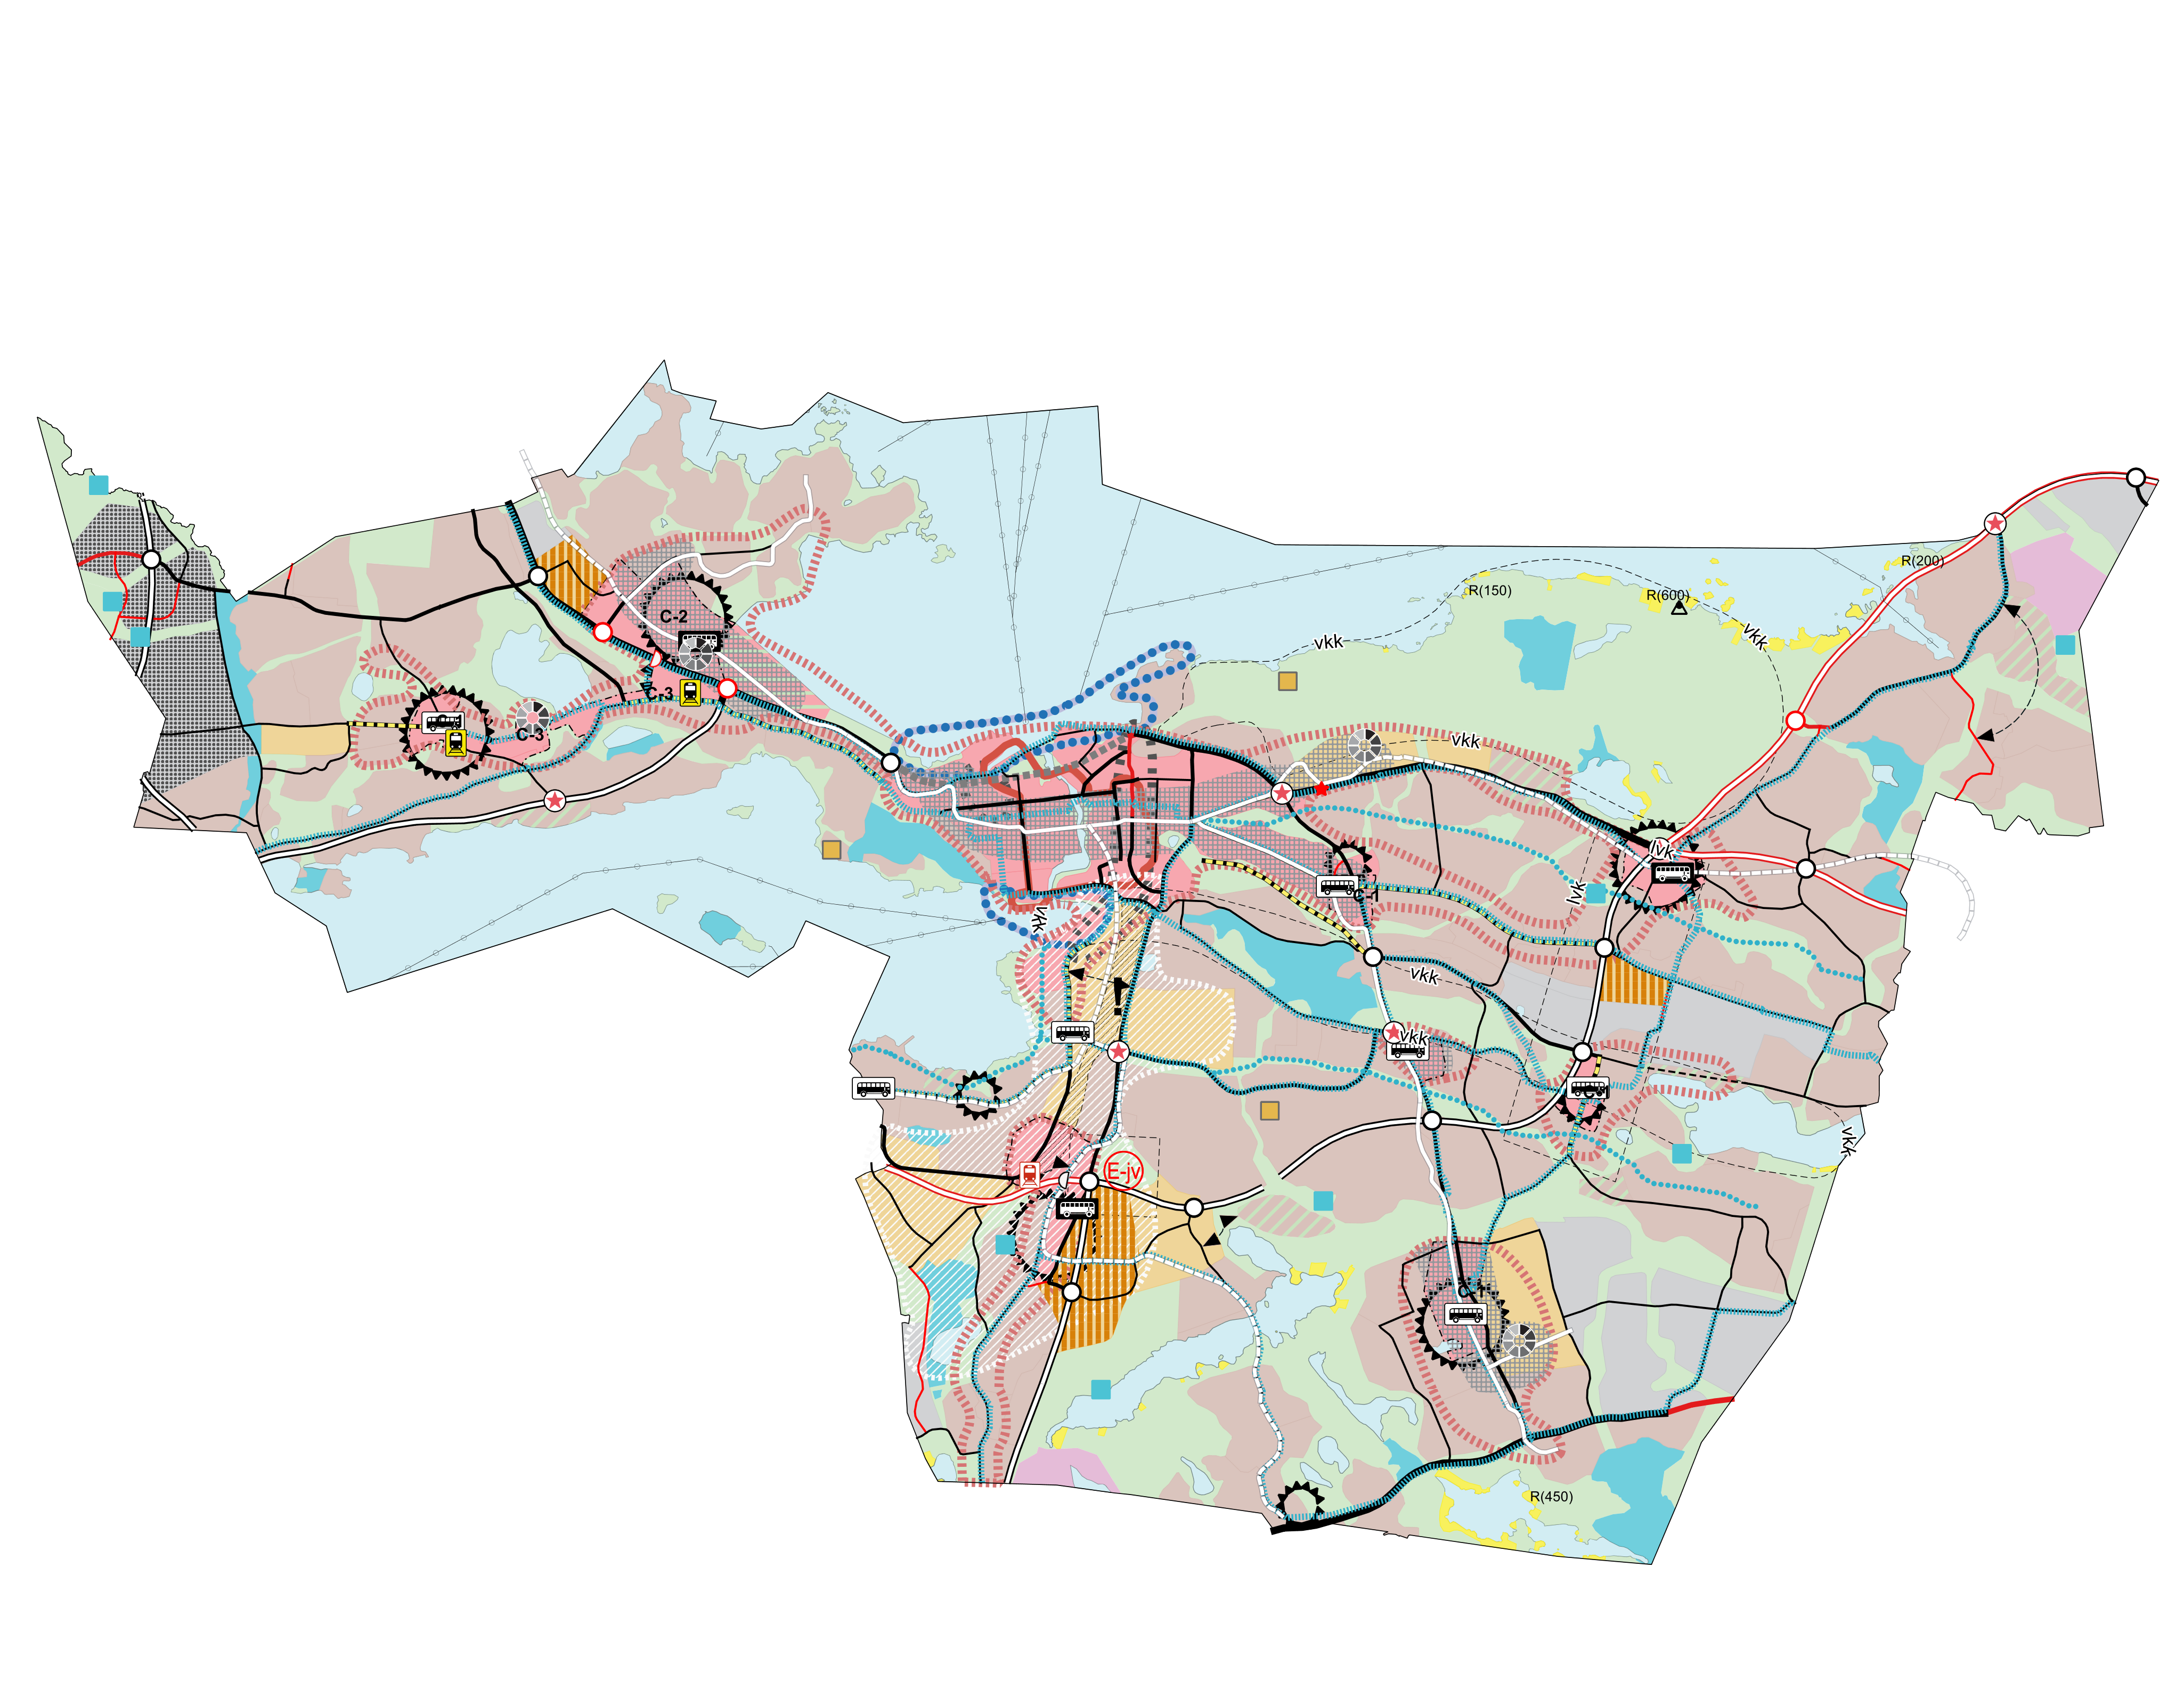 R(200)
R(150)
R(600)
C-2
vkk
vkk
C-3
C-3
vkk
lvk
lvk
C-1
vkk
vkk
!
vkk
vkk
E-jv
R(450)